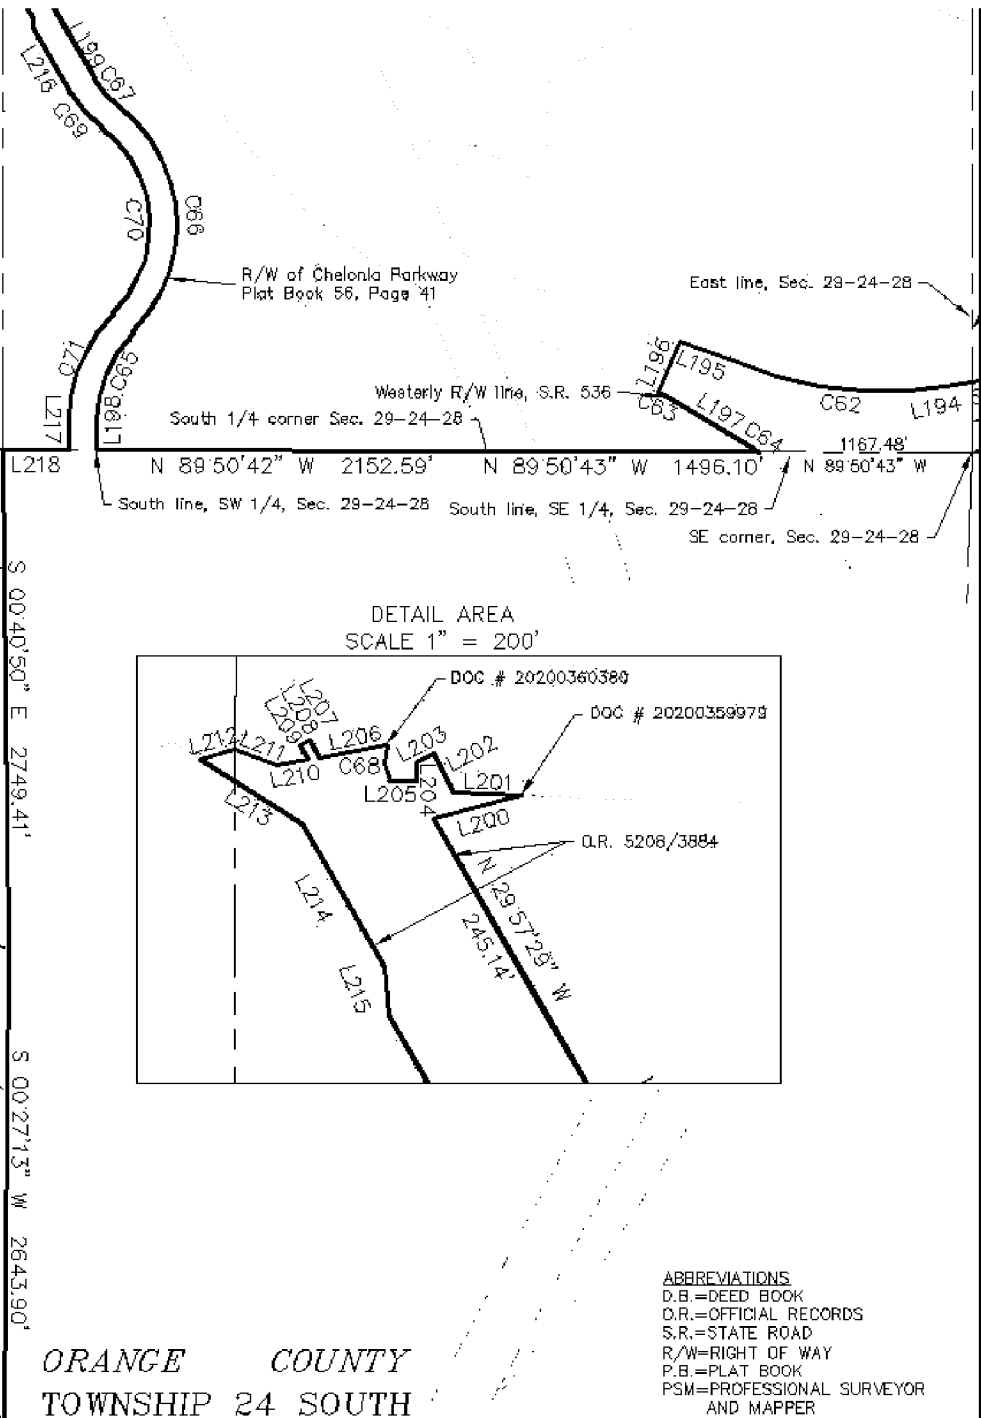 L216
L199
C67
C69
C70
C66
R/W of Chelonia Parkway
Plat Book 56, Page 41
East line, Sec. 29-24-28
C71
C65
L217
L198
L196
L195
Westerly R/W line, S.R. 536
C63
L197
C64
C62
L194
South 1/4 corner Sec. 29-24-28
1167.48'
L218
N 89°50'42" W 2152.59'
N 89°50'43" W 1496.10'
N 89°50'43" W
South line, SW 1/4, Sec. 29-24-28
South line, SE 1/4, Sec. 29-24-28
SE corner, Sec. 29-24-28
S 00°40'50" E 2749.41'
DETAIL AREA
SCALE 1" = 200'
DOC # 20200360380
DOC # 20200359979
L207
L208
L209
L212
L211
L206
L210
C68
L203
L202
L205
L204
L201
L200
L213
O.R. 5208/3884
L214
L215
N 29°57'29" W
245.14'
S 00°27'13" W 2643.90'
ABBREVIATIONS
D.B.=DEED BOOK
O.R.=OFFICIAL RECORDS
S.R.=STATE ROAD
R/W=RIGHT OF WAY
P.B.=PLAT BOOK
PSM=PROFESSIONAL SURVEYOR
AND MAPPER
ORANGE COUNTY
TOWNSHIP 24 SOUTH